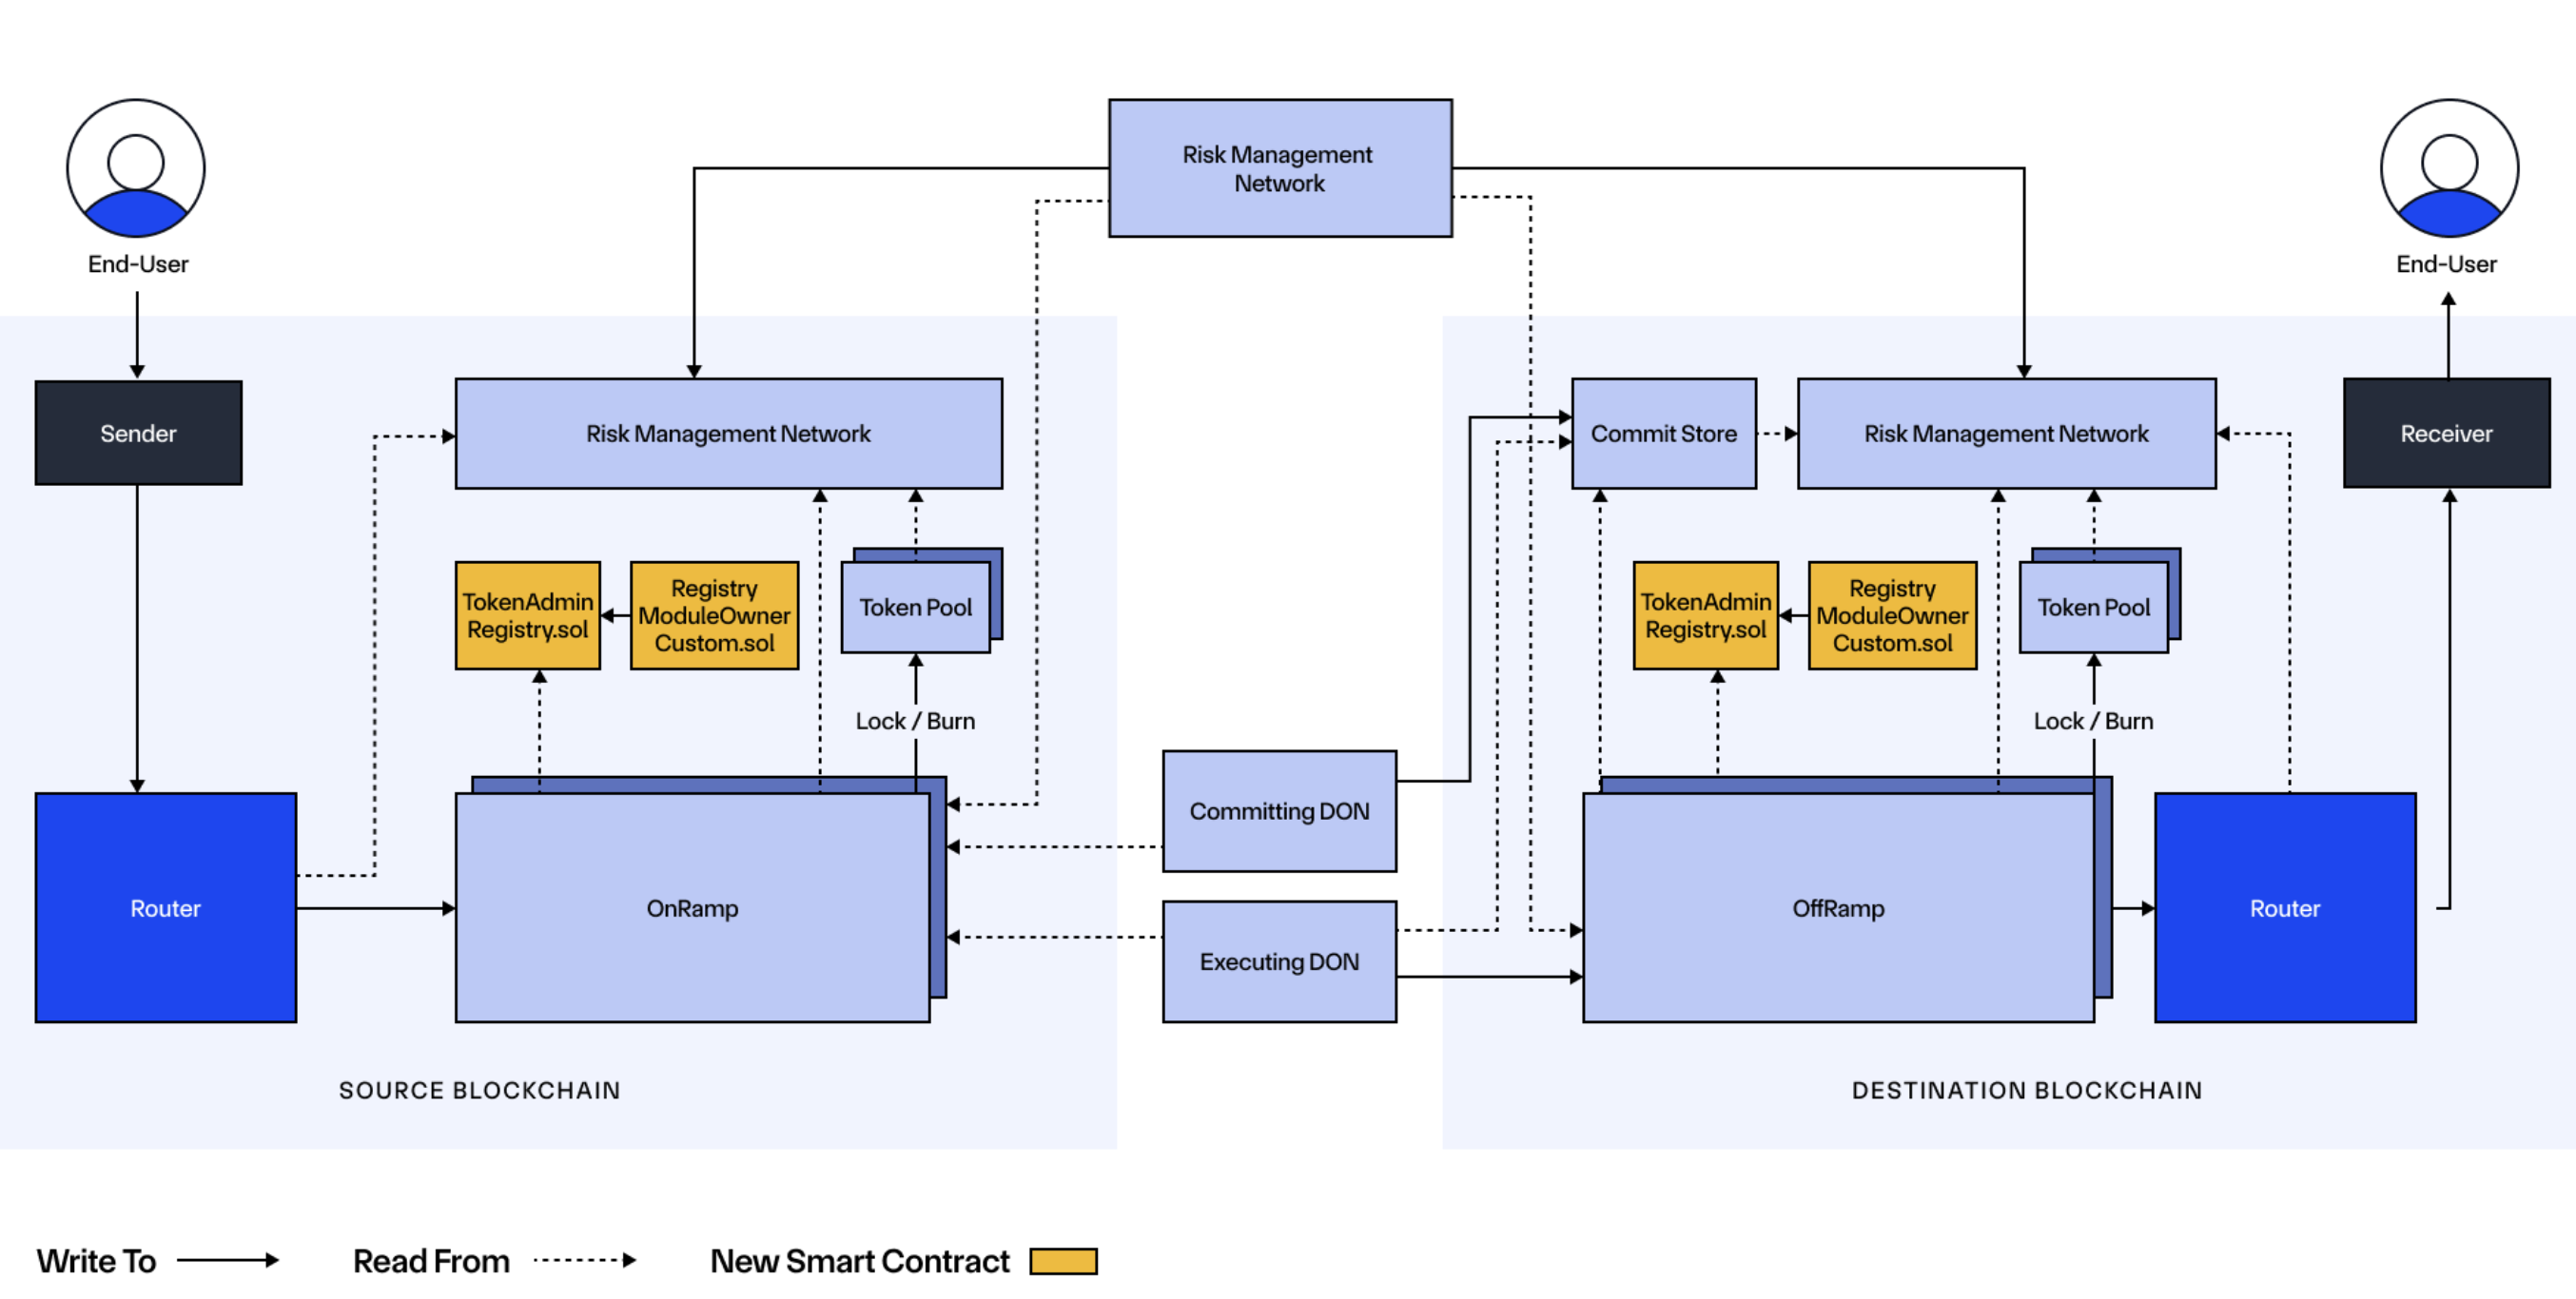 Risk Management
Network
End-User
End-User
Sender
Risk Management Network
Commit Store
Risk Management Network
Receiver
TokenAdmin
Registry.sol
Registry
ModuleOwner
Custom.sol
Token Pool
TokenAdmin
Registry.sol
Registry
ModuleOwner
Custom.sol
Token Pool
Lock / Burn
Lock / Burn
Committing DON
Router
OnRamp
Executing DON
OffRamp
Router
SOURCE BLOCKCHAIN
DESTINATION BLOCKCHAIN
Write To
Read From
New Smart Contract